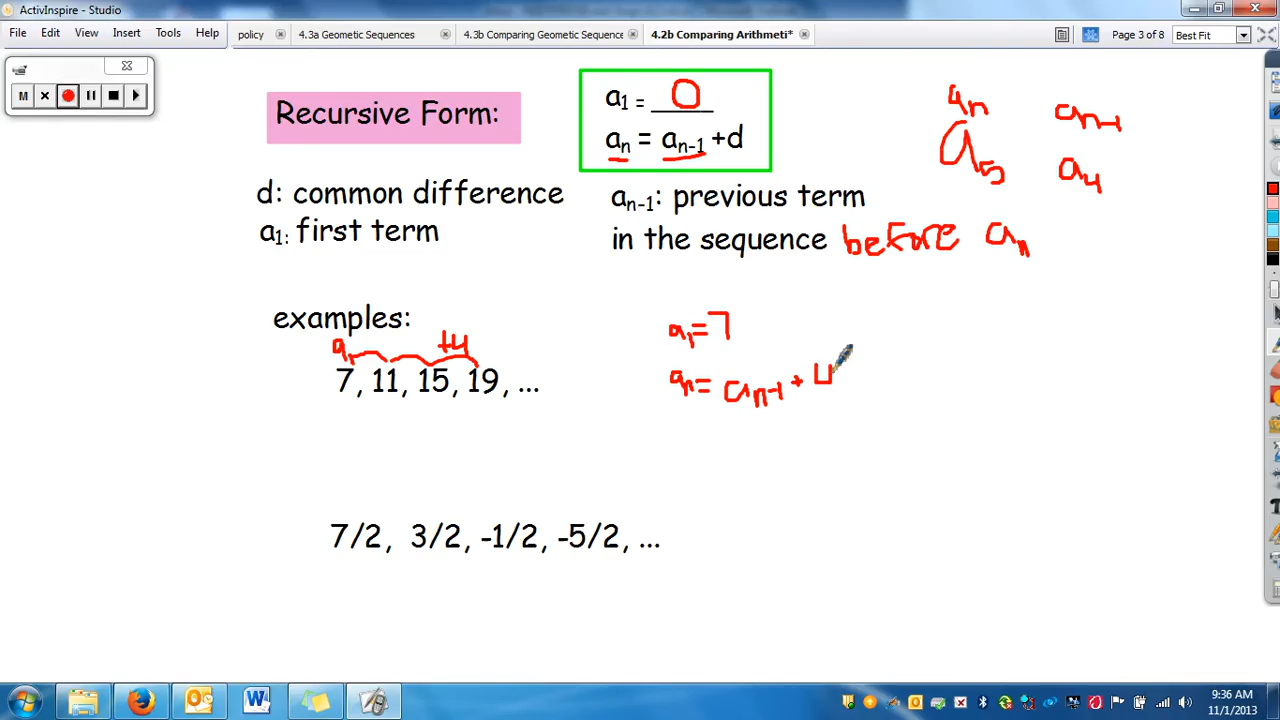 ActivInspire - Studio
File Edit View Insert Tools Help
policy
4.3a Geometic Sequences
4.3b Comparing Geometric Sequence
4.2b Comparing Arithmeti*
Page 3 of 8
Best Fit
M
Recursive Form:
a1 = 0
an = an-1 +d
an an-1
a5 a4
d: common difference
a1: first term
an-1: previous term
in the sequence before an
examples:
a1 +4
7, 11, 15, 19, ...
a1 = 7
an = an-1 + 4
7/2, 3/2, -1/2, -5/2, ...
9:36 AM
11/1/2013